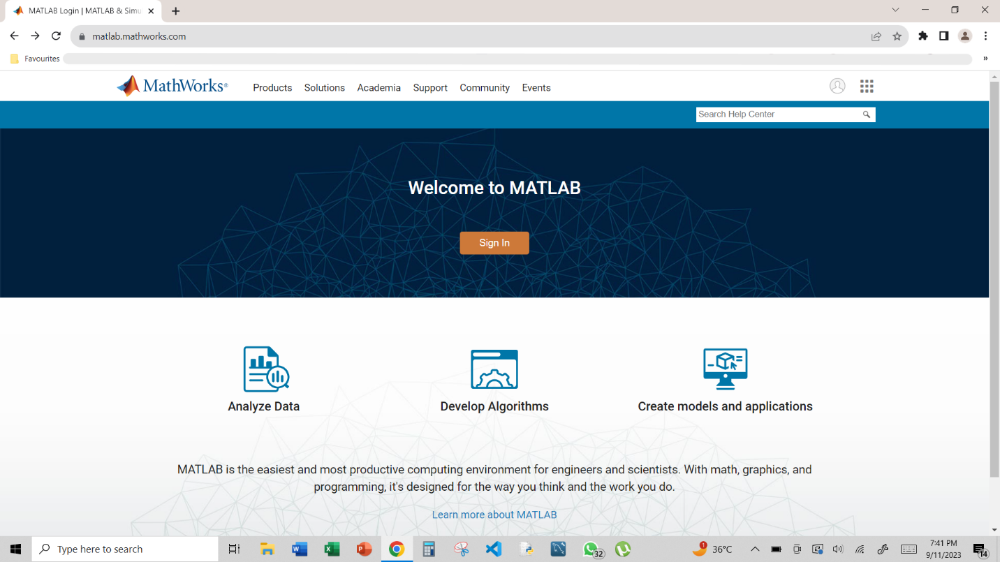 MATLAB Login | MATLAB & Simu
matlab.mathworks.com
Favourites
»
MathWorks®
Products Solutions Academia Support Community Events
Search Help Center
Welcome to MATLAB
Sign In
Analyze Data
Develop Algorithms
Create models and applications
MATLAB is the easiest and most productive computing environment for engineers and scientists. With math, graphics, and
programming, it's designed for the way you think and the work you do.
Learn more about MATLAB
Type here to search
32
1
36°C
7:41 PM
9/11/2023
14